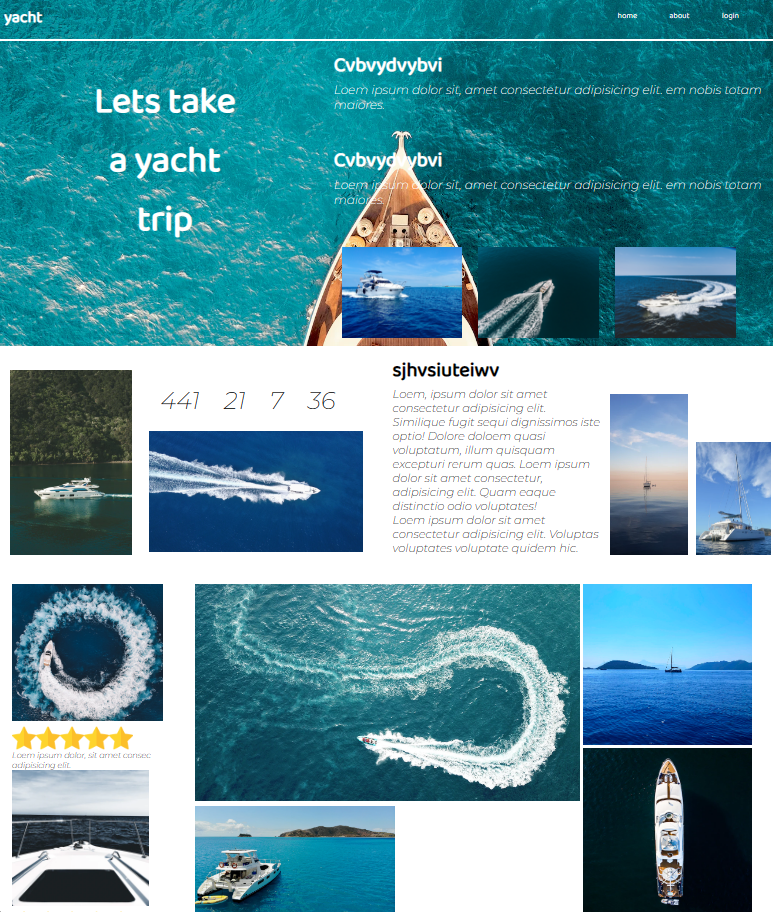 yacht
home about login
Lets take
a yacht
trip
Cvbvydvybvi
Loem ipsum dolor sit, amet consectetur adipisicing elit. em nobis totam
maiores.
Cvbvydvybvi
Loem ipsum dolor sit, amet consectetur adipisicing elit. em nobis totam
maiores.
441 21 7 36
sjhvsiuteiwv
Loem, ipsum dolor sit amet
consectetur adipisicing elit.
Similique fugit sequi dignissimos iste
optio! Dolore doloem quasi
voluptatum, illum quisquam
excepturi rerum quas. Loem ipsum
dolor sit amet consectetur,
adipisicing elit. Quam eaque
distinctio odio voluptates!
Loem ipsum dolor sit amet
consectetur adipisicing elit. Voluptas
voluptates voluptate quidem hic.
Loem ipsum dolor, sit amet consec
adipisicing elit.